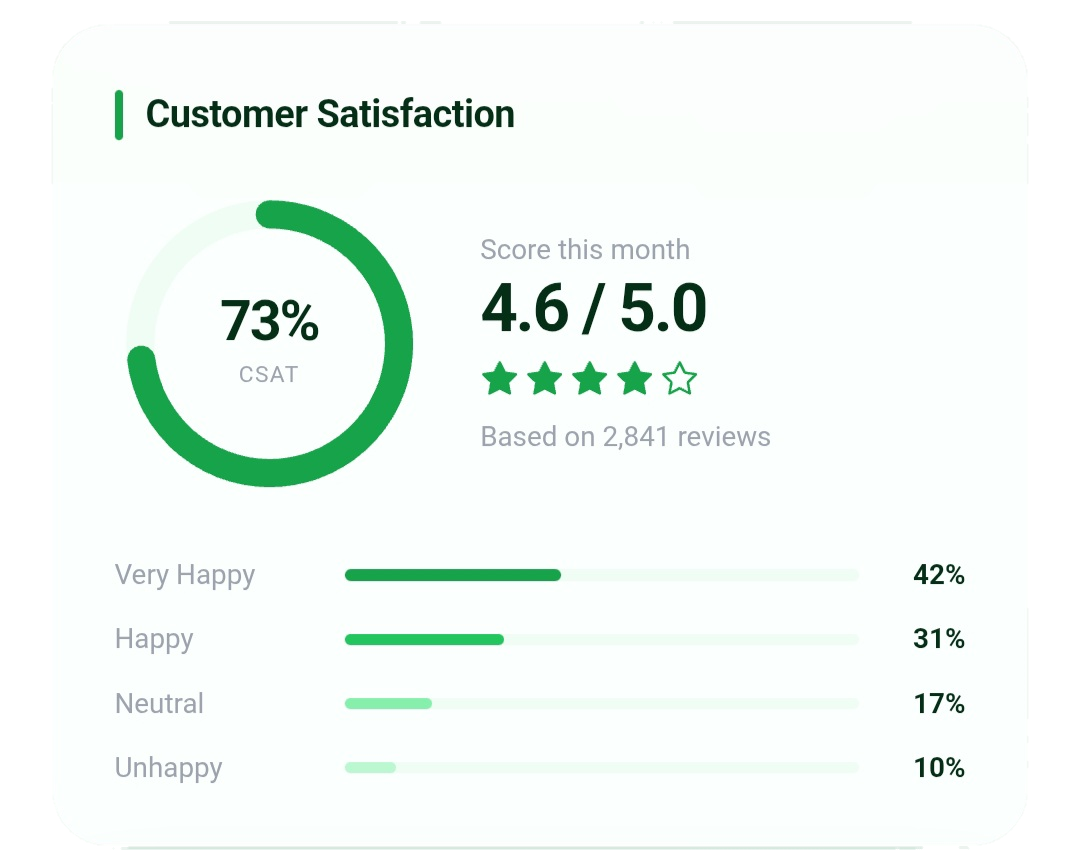 Customer Satisfaction
73%
CSAT
Score this month
4.6 / 5.0
Based on 2,841 reviews
Very Happy 42%
Happy 31%
Neutral 17%
Unhappy 10%